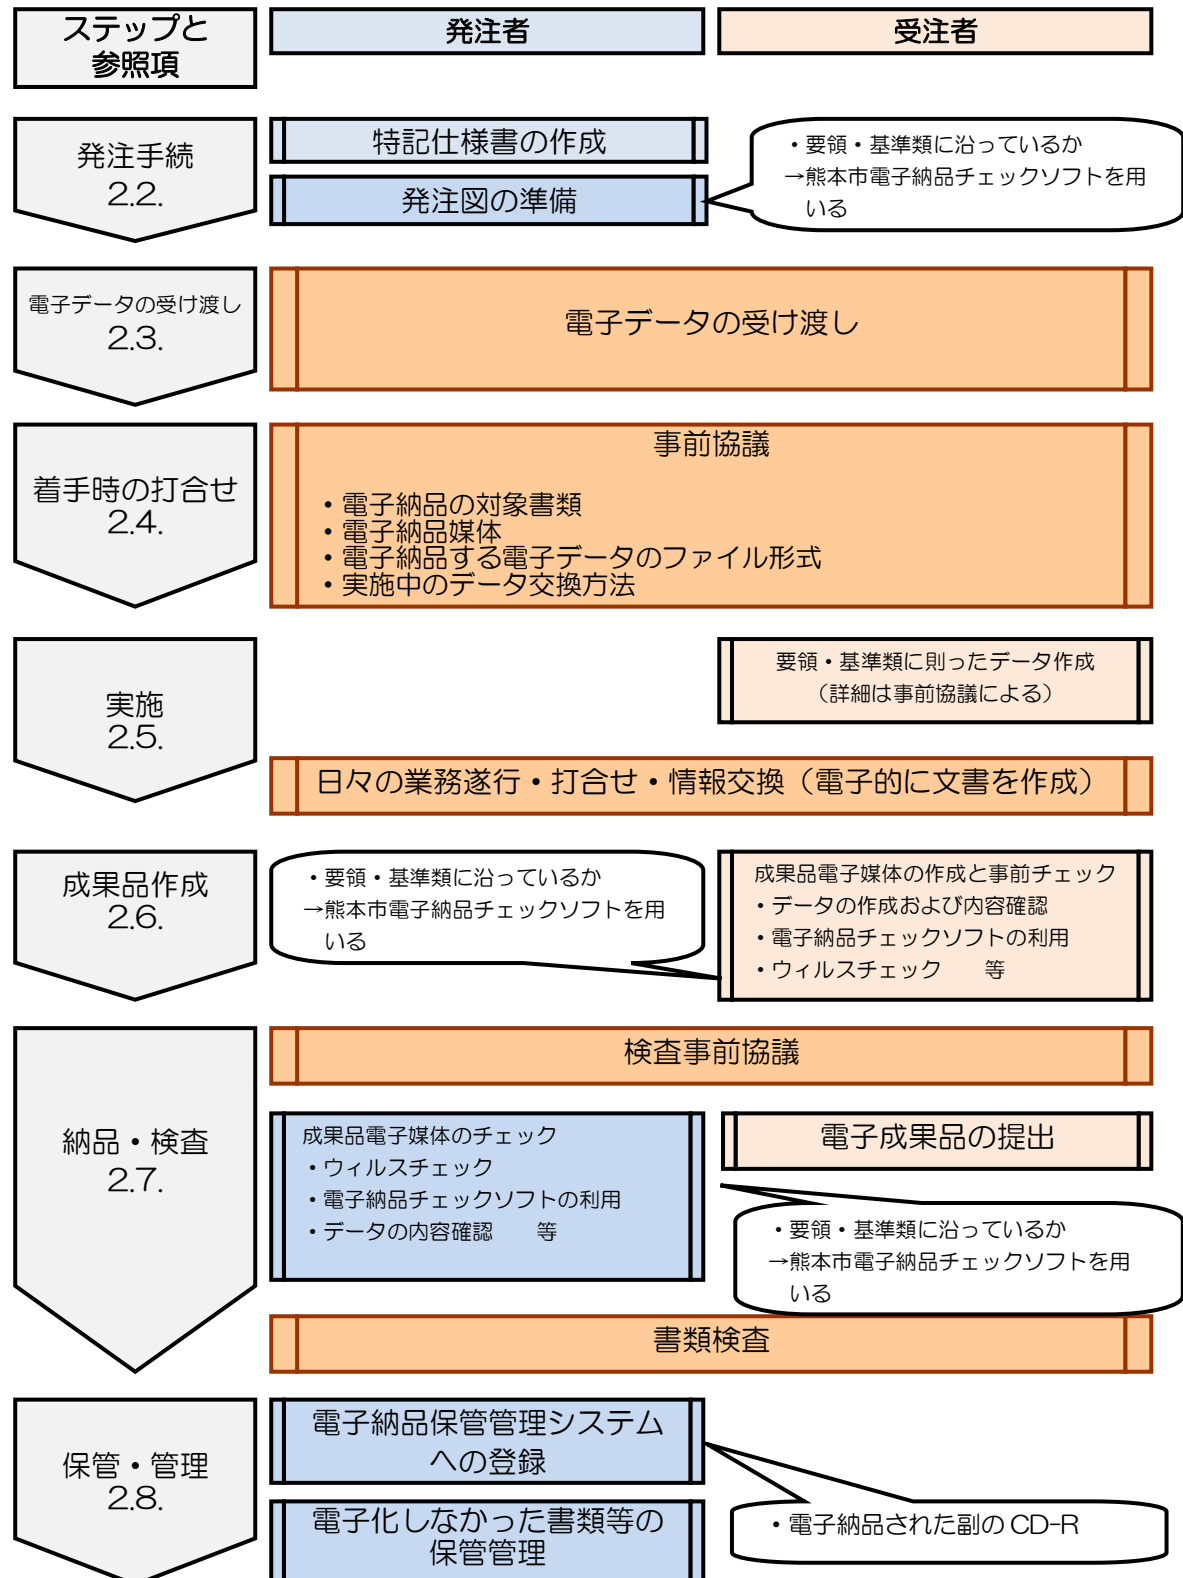 ステップと
参照項
発注者
受注者
発注手続
2.2.
特記仕様書の作成
発注図の準備
・要領・基準類に沿っているか
→熊本市電子納品チェックソフトを用
いる
電子データの受け渡し
2.3.
電子データの受け渡し
着手時の打合せ
2.4.
事前協議
・電子納品の対象書類
・電子納品媒体
・電子納品する電子データのファイル形式
・実施中のデータ交換方法
実施
2.5.
要領・基準類に則ったデータ作成
（詳細は事前協議による）
日々の業務遂行・打合せ・情報交換（電子的に文書を作成）
成果品作成
2.6.
・要領・基準類に沿っているか
→熊本市電子納品チェックソフトを用
いる
成果品電子媒体の作成と事前チェック
・データの作成および内容確認
・電子納品チェックソフトの利用
・ウィルスチェック　　等
納品・検査
2.7.
検査事前協議
成果品電子媒体のチェック
・ウィルスチェック
・電子納品チェックソフトの利用
・データの内容確認　　等
電子成果品の提出
・要領・基準類に沿っているか
→熊本市電子納品チェックソフトを用
いる
書類検査
保管・管理
2.8.
電子納品保管管理システム
への登録
電子化しなかった書類等の
保管管理
・電子納品された副の CD-R